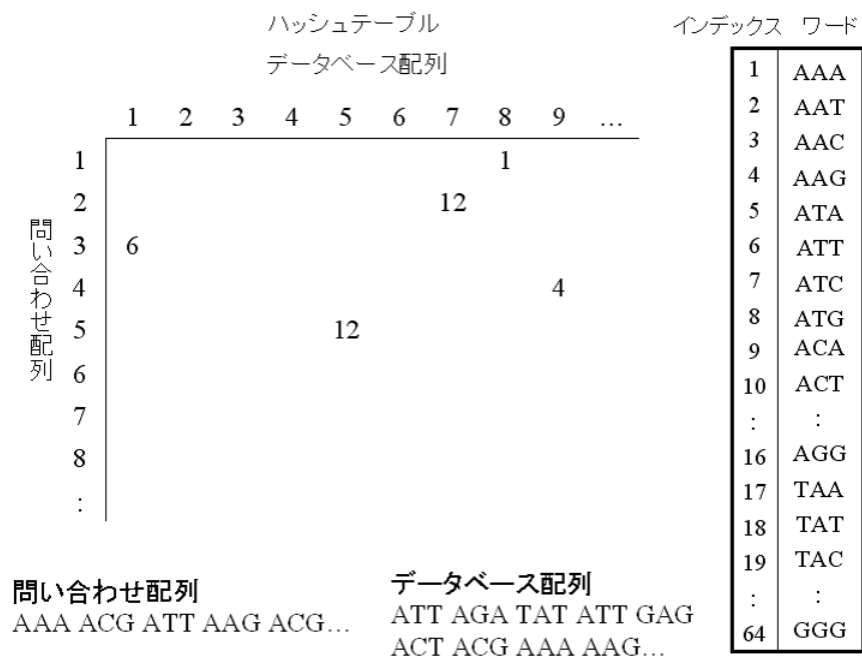 ハッシュテーブル
データベース配列
1 2 3 4 5 6 7 8 9 …
1 1
2 12
3 6
4 4
5 12
6
7
8
:
問い合わせ配列
インデックス ワード
1 AAA
2 AAT
3 AAC
4 AAG
5 ATA
6 ATT
7 ATC
8 ATG
9 ACA
10 ACT
: :
16 AGG
17 TAA
18 TAT
19 TAC
: :
64 GGG
問い合わせ配列
AAA ACG ATT AAG ACG…
データベース配列
ATT AGA TAT ATT GAG
ACT ACG AAA AAG…